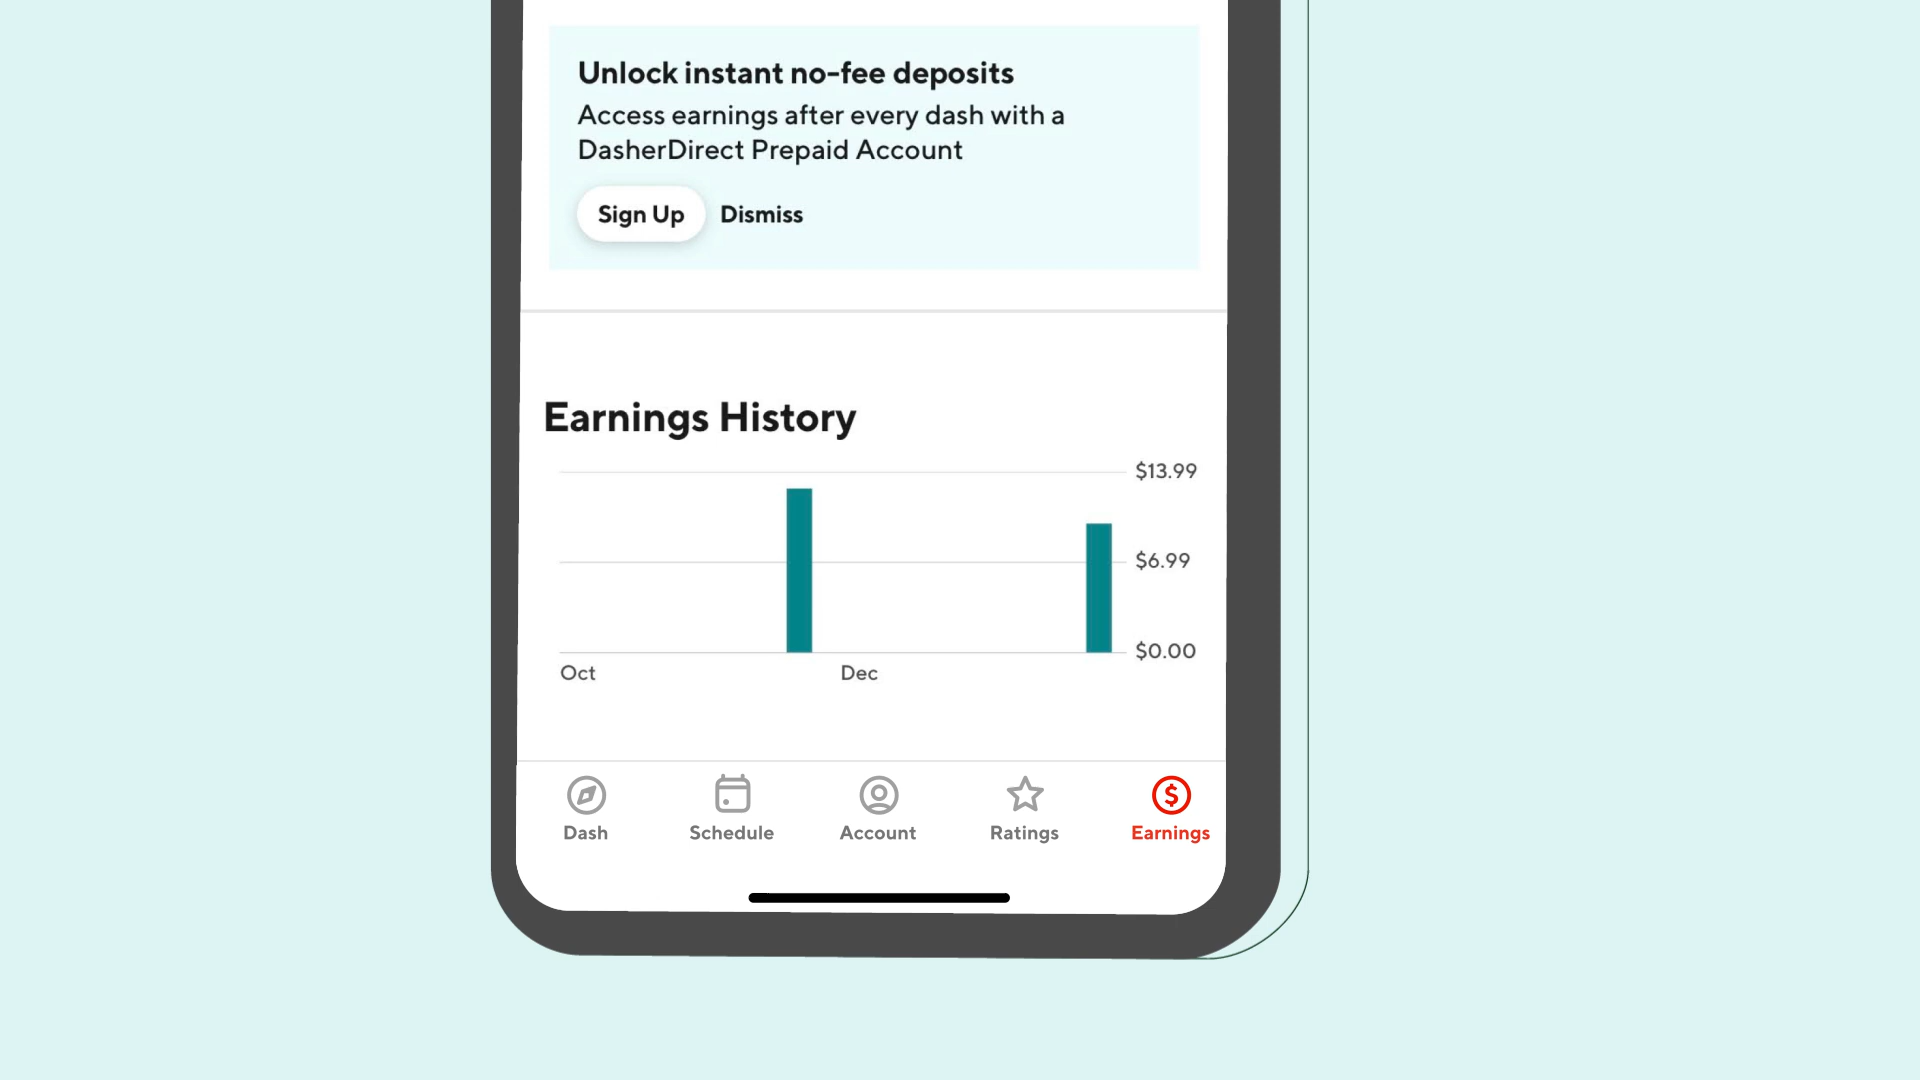 Unlock instant no-fee deposits
Access earnings after every dash with a
DasherDirect Prepaid Account
Sign Up Dismiss
Earnings History
$13.99
$6.99
$0.00
Oct Dec
Dash Schedule Account Ratings Earnings